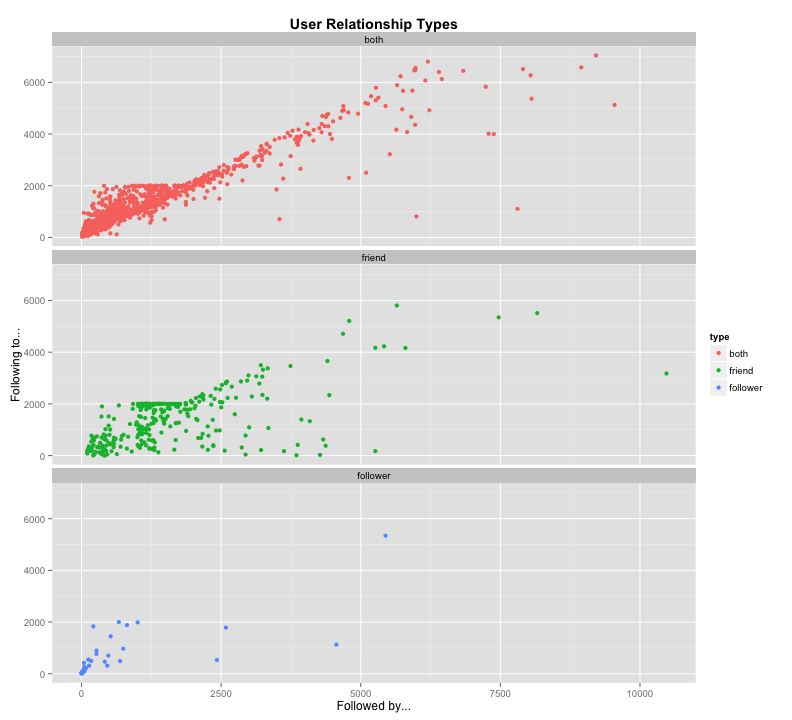 User Relationship Types
both
6000
4000
2000
0
friend
6000
4000
2000
0
Following to...
follower
6000
4000
2000
0
0 2500 5000 7500 10000
Followed by...
type
both
friend
follower